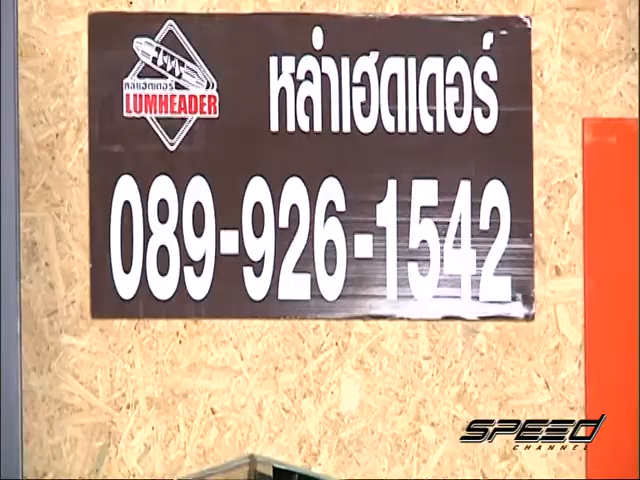 หล่ำเฮดเดอร์
หล่ำเฮดเดอร์
LUMHEADER
089-926-1542
SPEED
CHANNEL